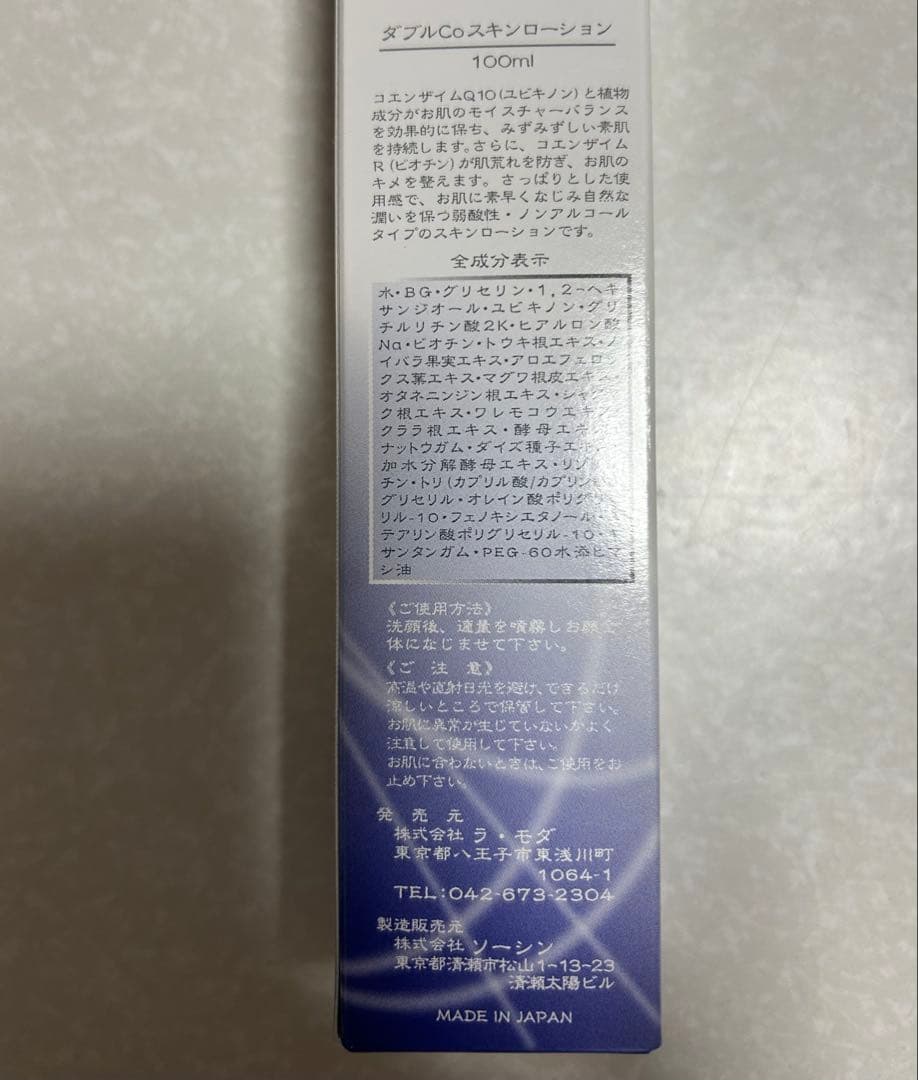 ダブルCoスキンローション
100ml
コエンザイムQ10(ユビキノン)と植物
成分がお肌のモイスチャーバランス
を効果的に保ち、みずみずしい素肌
を持続します。さらに、コエンザイム
R(ビオチン)が肌荒れを防ぎ、お肌の
キメを整えます。さっぱりとした使
用感で、お肌に素早くなじみ自然な
潤いを保つ弱酸性・ノンアルコール
タイプのスキンローションです。
全成分表示
水・BG・グリセリン・1,2-ヘキ
サンジオール・ユビキノン・グリ
チルリチン酸2K・ヒアルロン酸
Na・ビオチン・トウキ根エキス・ノ
イバラ果実エキス・アロエフェロッ
クス葉エキス・マグワ根皮エキス・
オタネニンジン根エキス・シャクヤ
ク根エキス・ワレモコウエキス・
クララ根エキス・酵母エキス・
ナットウガム・ダイズ種子エキス・
加水分解酵母エキス・リン
チン・トリ(カプリル酸/カプリン酸)
グリセリル・オレイン酸ポリグリセ
リル-10・フェノキシエタノール・
テアリン酸ポリグリセリル-10・キ
サンタンガム・PEG-60水添ヒマ
シ油
《ご使用方法》
洗顔後、適量を噴霧しお顔全
体になじませて下さい。
《ご注意》
高温や直射日光を避け、できるだけ
涼しいところで保管して下さい。
お肌に異常が生じていないかよく
注意して使用して下さい。
お肌に合わないときは、ご使用をお
止め下さい。
発売元
株式会社 ラ・モダ
東京都八王子市東浅川町
1064-1
TEL:042-673-2304
製造販売元
株式会社 ソーシン
東京都清瀬市松山1-13-23
清瀬太陽ビル
MADE IN JAPAN